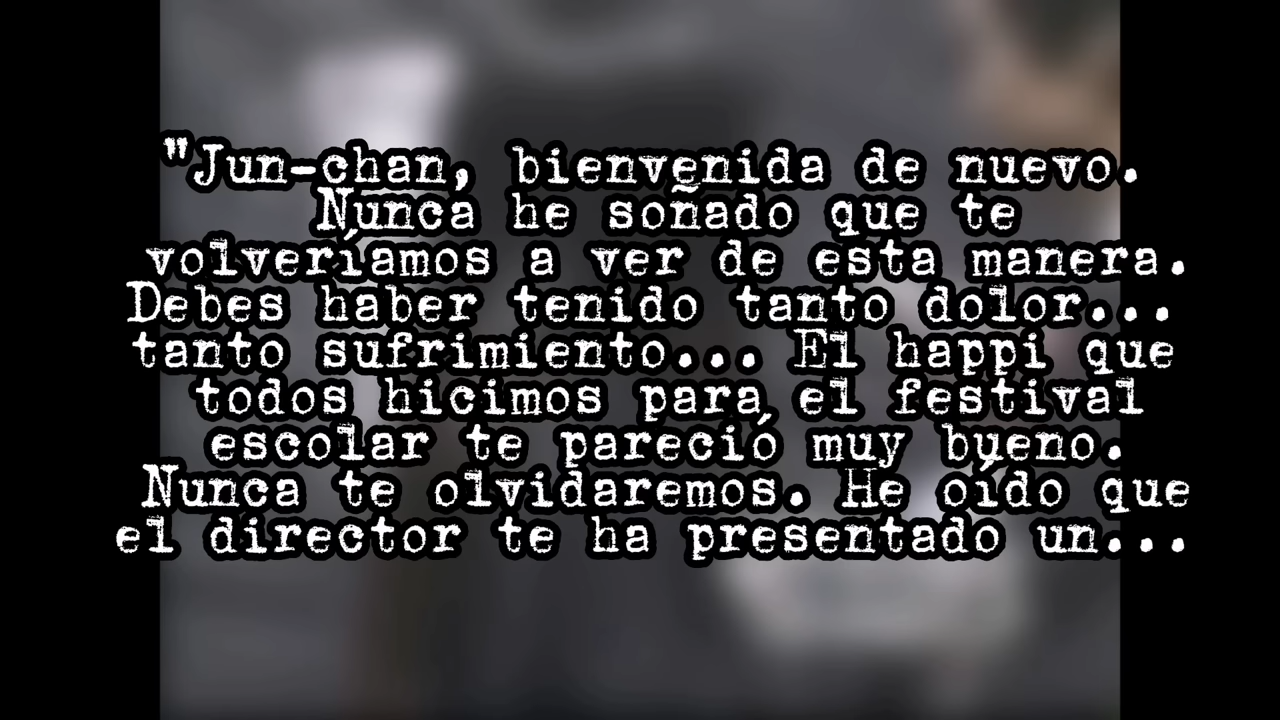 "Jun-chan, bienvenida de nuevo.
Nunca he soñado que te
volveríamos a ver de esta manera.
Debes haber tenido tanto dolor...
tanto sufrimiento... El happi que
todos hicimos para el festival
escolar te pareció muy bueno.
Nunca te olvidaremos. He oído que
el director te ha presentado un...